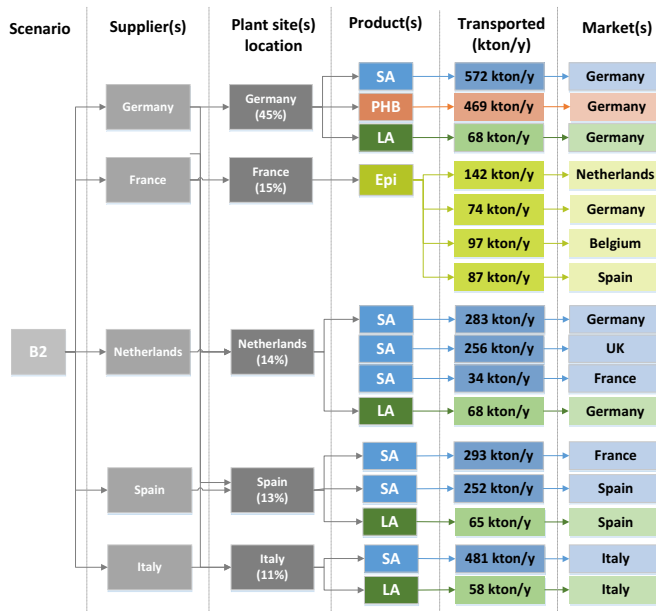 Scenario
Supplier(s)
Plant site(s)
location
Product(s)
Transported
(kton/y)
Market(s)
B2
Germany
Germany
(45%)
SA
572 kton/y
Germany
PHB
469 kton/y
Germany
LA
68 kton/y
Germany
France
France
(15%)
Epi
142 kton/y
Netherlands
74 kton/y
Germany
97 kton/y
Belgium
87 kton/y
Spain
Netherlands
Netherlands
(14%)
SA
283 kton/y
Germany
SA
256 kton/y
UK
SA
34 kton/y
France
LA
68 kton/y
Germany
Spain
Spain
(13%)
SA
293 kton/y
France
SA
252 kton/y
Spain
LA
65 kton/y
Spain
Italy
Italy
(11%)
SA
481 kton/y
Italy
LA
58 kton/y
Italy